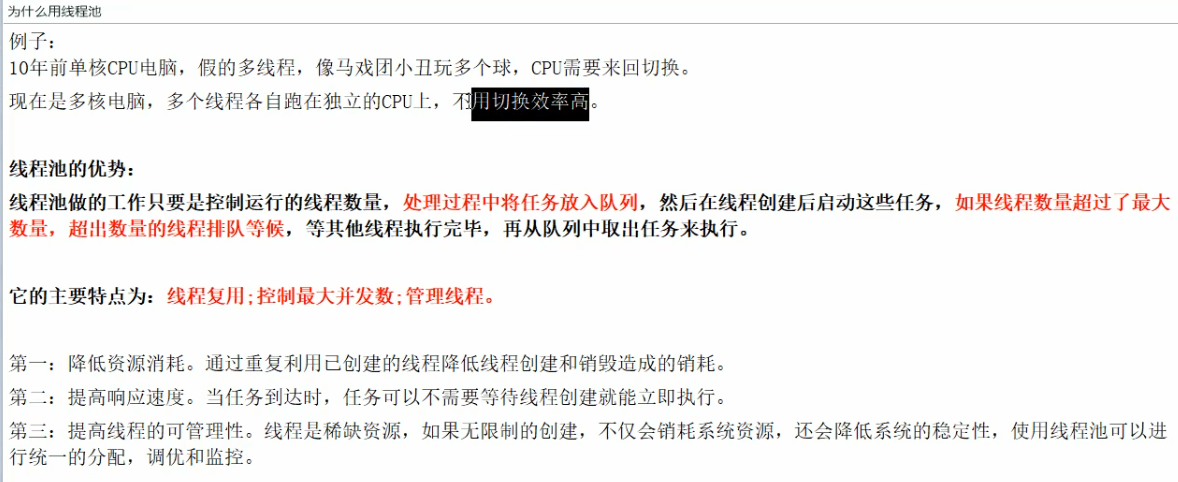 为什么用线程池
例子：
10年前单核CPU电脑，假的多线程，像马戏团小丑玩多个球，CPU需要来回切换。
现在是多核电脑，多个线程各自跑在独立的CPU上，不用切换效率高。
线程池的优势：
线程池做的工作只要是控制运行的线程数量，处理过程中将任务放入队列，然后在线程创建后启动这些任务，如果线程数量超过了最大
数量，超出数量的线程排队等候，等其他线程执行完毕，再从队列中取出任务来执行。
它的主要特点为：线程复用;控制最大并发数;管理线程。
第一：降低资源消耗。通过重复利用已创建的线程降低线程创建和销毁造成的销耗。
第二：提高响应速度。当任务到达时，任务可以不需要等待线程创建就能立即执行。
第三：提高线程的可管理性。线程是稀缺资源，如果无限制的创建，不仅会销耗系统资源，还会降低系统的稳定性，使用线程池可以进
行统一的分配，调优和监控。